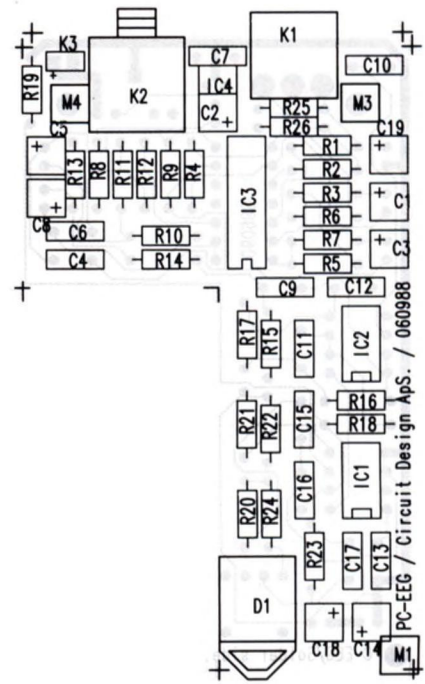 K3
K2
C7
K1
C10
R19
M4
IC4
C2
R25
R26
M3
C5
C19
R13
R8
R11
R12
R9
R4
IC3
R1
R2
R3
R6
R7
R5
C1
C3
C8
C6
C4
R10
R14
C9
C12
R17
R15
C11
IC2
R21
R22
C15
R16
R18
C16
IC1
R20
R24
R23
C17
C13
D1
C18
C14
M1
PC-EEG / Circuit Design ApS. / 060988